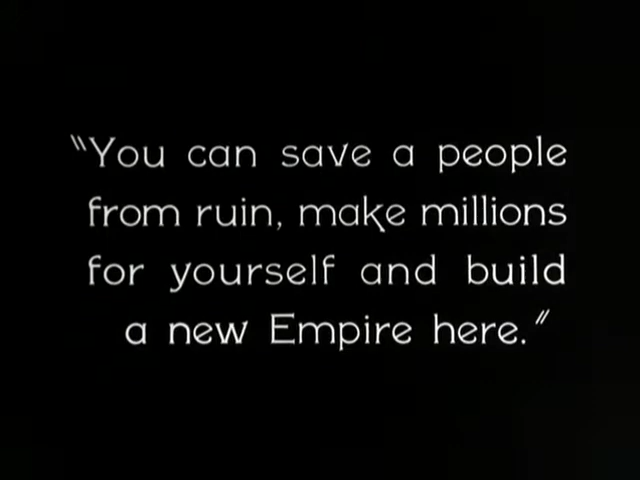 "You can save a people
from ruin, make millions
for yourself and build
a new Empire here."